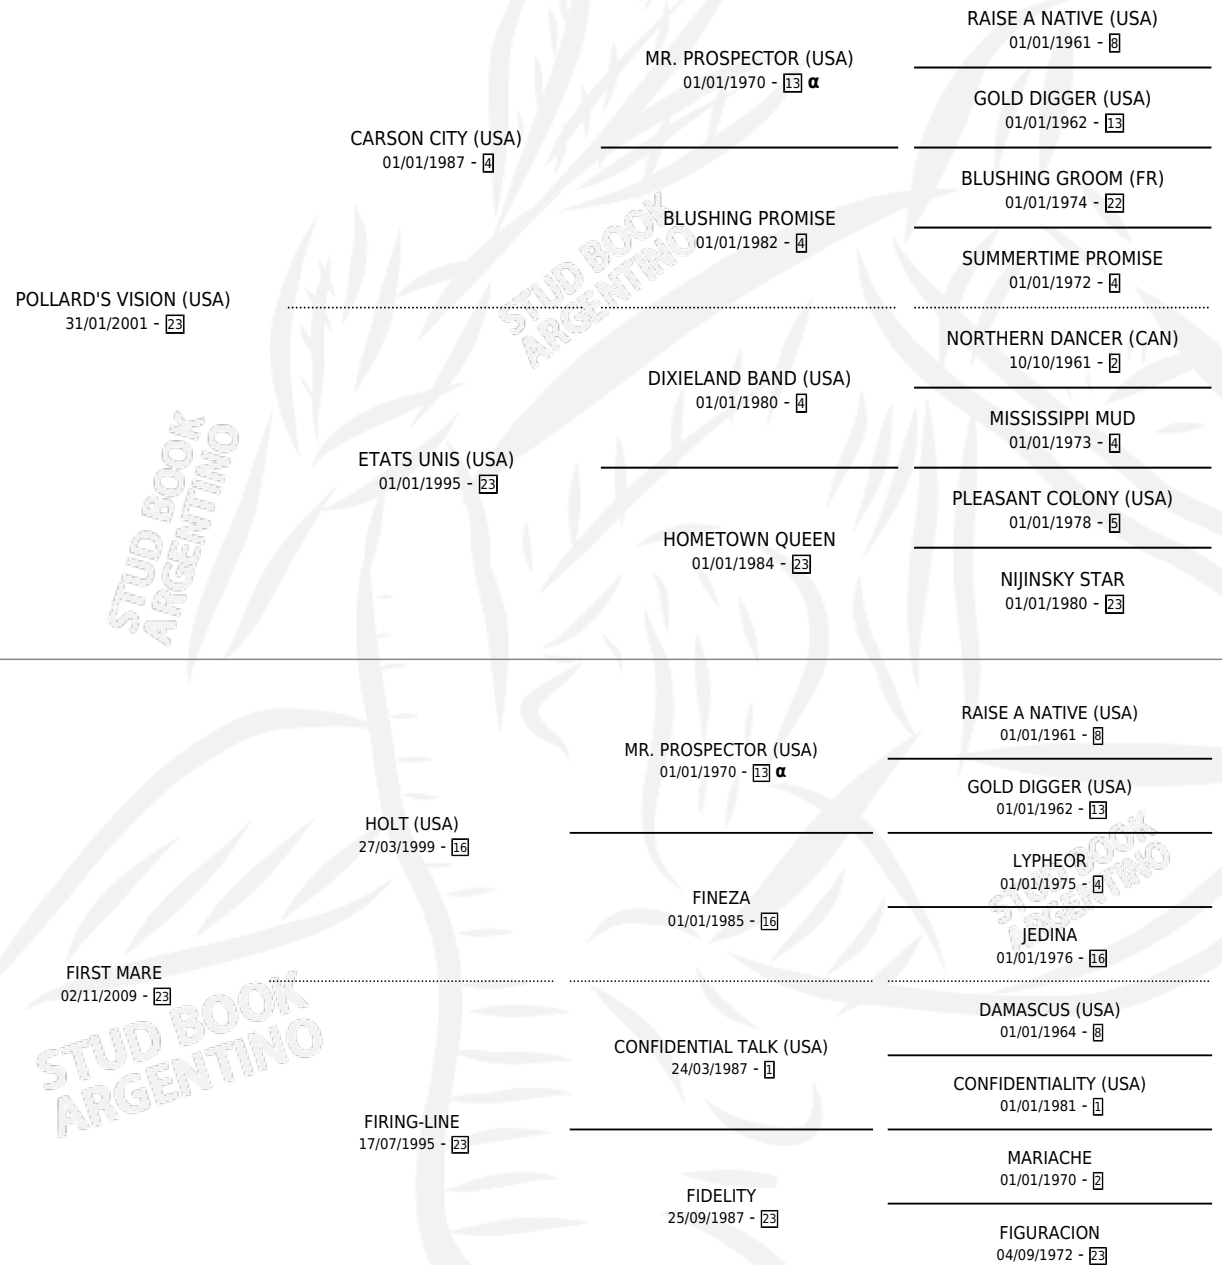 RAISE A NATIVE (USA)
01/01/1961 - 8
MR. PROSPECTOR (USA)
01/01/1970 - 13 α
GOLD DIGGER (USA)
01/01/1962 - 13
CARSON CITY (USA)
01/01/1987 - 4
BLUSHING GROOM (FR)
01/01/1974 - 22
BLUSHING PROMISE
01/01/1982 - 4
SUMMERTIME PROMISE
01/01/1972 - 4
POLLARD'S VISION (USA)
31/01/2001 - 23
NORTHERN DANCER (CAN)
10/10/1961 - 2
DIXIELAND BAND (USA)
01/01/1980 - 4
MISSISSIPPI MUD
01/01/1973 - 4
ETATS UNIS (USA)
01/01/1995 - 23
PLEASANT COLONY (USA)
01/01/1978 - 5
HOMETOWN QUEEN
01/01/1984 - 23
NIJINSKY STAR
01/01/1980 - 23
RAISE A NATIVE (USA)
01/01/1961 - 8
MR. PROSPECTOR (USA)
01/01/1970 - 13 α
GOLD DIGGER (USA)
01/01/1962 - 13
HOLT (USA)
27/03/1999 - 16
LYPHEOR
01/01/1975 - 4
FINEZA
01/01/1985 - 16
JEDINA
01/01/1976 - 16
FIRST MARE
02/11/2009 - 23
DAMASCUS (USA)
01/01/1964 - 8
CONFIDENTIAL TALK (USA)
24/03/1987 - 1
CONFIDENTIALITY (USA)
01/01/1981 - 1
FIRING-LINE
17/07/1995 - 23
MARIACHE
01/01/1970 - 2
FIDELITY
25/09/1987 - 23
FIGURACION
04/09/1972 - 23
STUD BOOK
ARGENTINO
STUD BOOK
ARGENTINO
STUD BOOK
ARGENTINO
STUD BOOK
ARGENTINO